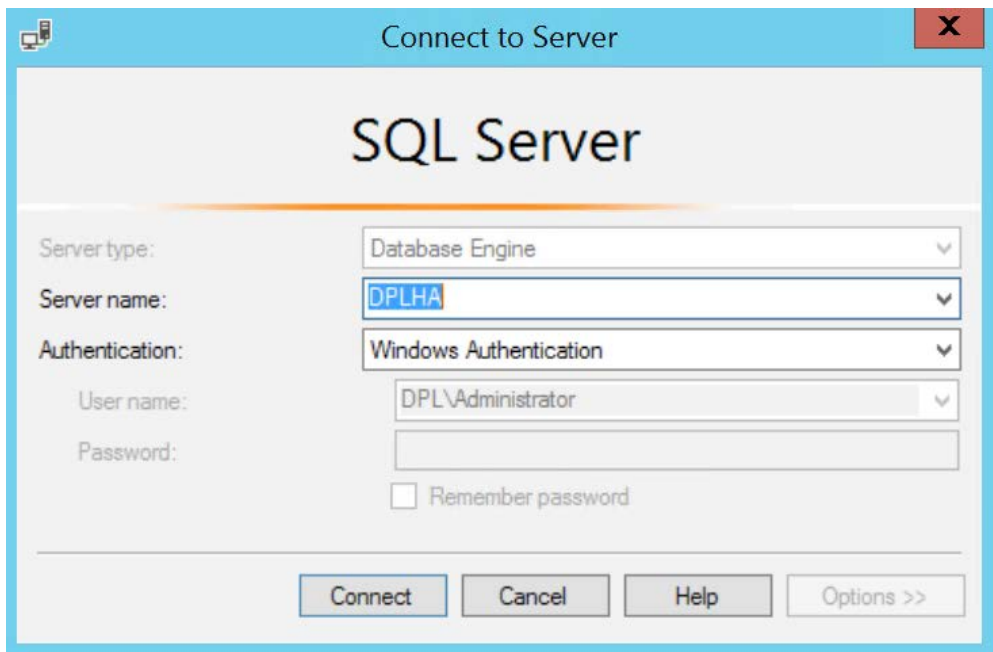 Connect to Server
X
SQL Server
Server type: Database Engine
Server name: DPLHA
Authentication: Windows Authentication
User name: DPL\Administrator
Password:
Remember password
Connect Cancel Help Options >>